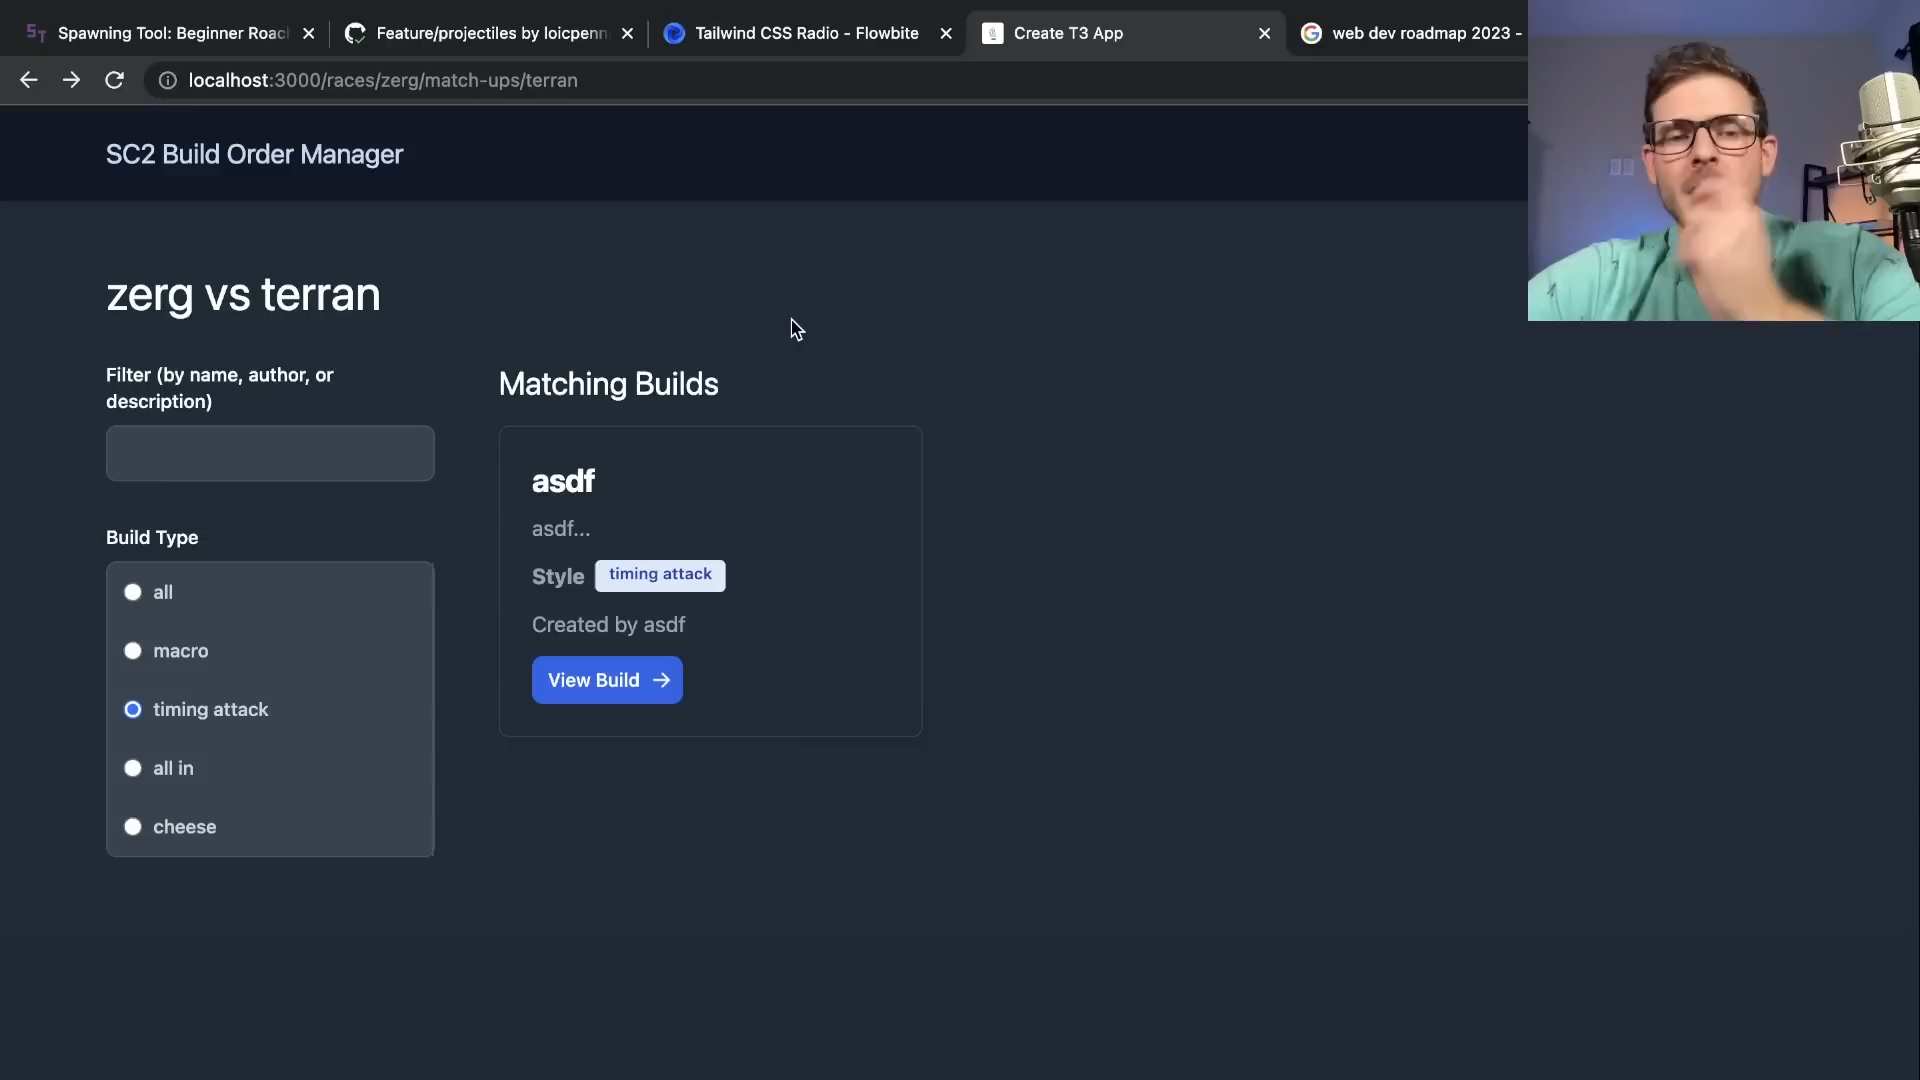 Spawning Tool: Beginner Roac
Feature/projectiles by loicpenn
Tailwind CSS Radio - Flowbite
Create T3 App
web dev roadmap 2023 -
localhost:3000/races/zerg/match-ups/terran
SC2 Build Order Manager
zerg vs terran
Filter (by name, author, or
description)
Build Type
all
macro
timing attack
all in
cheese
Matching Builds
asdf
asdf...
Style timing attack
Created by asdf
View Build →